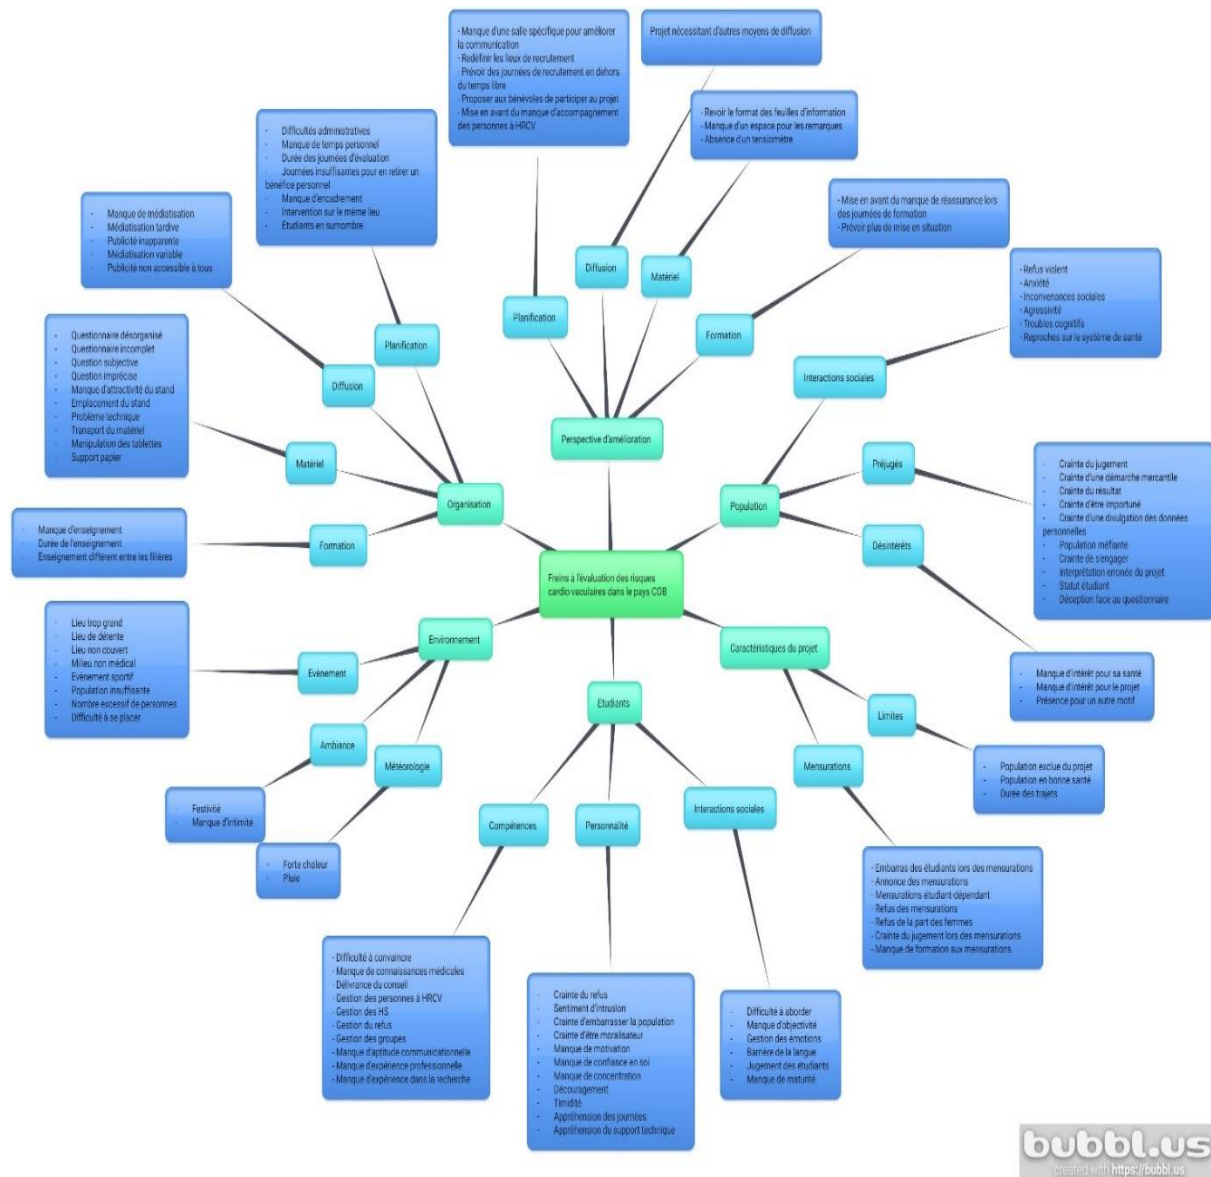 - Manque d'une salle spécifique pour améliorer
la communication
- Redéfinir les lieux de recrutement
- Prévoir des journées de recrutement en dehors
du temps libre
- Proposer aux bénévoles de participer au projet
- Mise en avant du manque d'accompagnement
des personnes à HRCV
Projet nécessitant d'autres moyens de diffusion
- Revoir le format des feuilles d'information
- Manque d'un espace pour les remarques
- Absence d'un tensiomètre
- Mise en avant du manque de réassurance lors
des journées de formation
- Prévoir plus de mise en situation
Planification
Diffusion
Matériel
Formation
Perspective d'amélioration
- Difficultés administratives
- Manque de temps personnel
- Durée des journées d'évaluation
- Journées insuffisantes pour en retirer un
bénéfice personnel
- Manque d'encadrement
- Intervention sur le même lieu
- Etudiants en surnombre
- Manque de médiatisation
- Médiatisation tardive
- Publicité inapparente
- Médiatisation variable
- Publicité non accessible à tous
- Questionnaire désorganisé
- Questionnaire incomplet
- Question subjective
- Question imprécise
- Manque d'attractivité du stand
- Emplacement du stand
- Problème technique
- Transport du matériel
- Manipulation des tablettes
- Support papier
- Manque d'enseignement
- Durée de l'enseignement
- Enseignement différent entre les filières
Planification
Diffusion
Matériel
Formation
Organisation
- Refus violent
- Anxiété
- Inconvenances sociales
- Agressivité
- Troubles cognitifs
- Reproches sur le système de santé
Interactions sociales
Préjugés
Désintérêts
Population
- Crainte du jugement
- Crainte d'une démarche mercantile
- Crainte du résultat
- Crainte d'être importuné
- Crainte d'une divulgation des données
personnelles
- Population méfiante
- Crainte de s'engager
- Interprétation erronée du projet
- Statut étudiant
- Déception face au questionnaire
- Manque d'intérêt pour sa santé
- Manque d'intérêt pour le projet
- Présence pour un autre motif
Freins à l'évaluation des risques
cardio-vaculaires dans le pays COB
Environnement
Evènement
Ambiance
Météorologie
- Lieu trop grand
- Lieu de détente
- Lieu non couvert
- Milieu non médical
- Evènement sportif
- Population insuffisante
- Nombre excessif de personnes
- Difficulté à se placer
- Festivité
- Manque d'intimité
- Forte chaleur
- Pluie
Caractéristiques du projet
Limites
Mensurations
- Population exclue du projet
- Population en bonne santé
- Durée des trajets
- Embarras des étudiants lors des mensurations
- Annonce des mensurations
- Mensurations étudiant-dépendant
- Refus des mensurations
- Refus de la part des femmes
- Crainte du jugement lors des mensurations
- Manque de formation aux mensurations
Etudiants
Compétences
Personnalité
Interactions sociales
- Difficulté à convaincre
- Manque de connaissances médicales
- Délivrance du conseil
- Gestion des personnes à HRCV
- Gestion des HS
- Gestion du refus
- Gestion des groupes
- Manque d'aptitude communicationnelle
- Manque d'expérience professionnelle
- Manque d'expérience dans la recherche
- Crainte du refus
- Sentiment d'intrusion
- Crainte d'embarrasser la population
- Crainte d'être moralisateur
- Manque de motivation
- Manque de confiance en soi
- Manque de concentration
- Découragement
- Timidité
- Appréhension des journées
- Appréhension du support technique
- Difficulté à aborder
- Manque d'objectivité
- Gestion des émotions
- Barrière de la langue
- Jugement des étudiants
- Manque de maturité
bubbl.us
created with https://bubbl.us